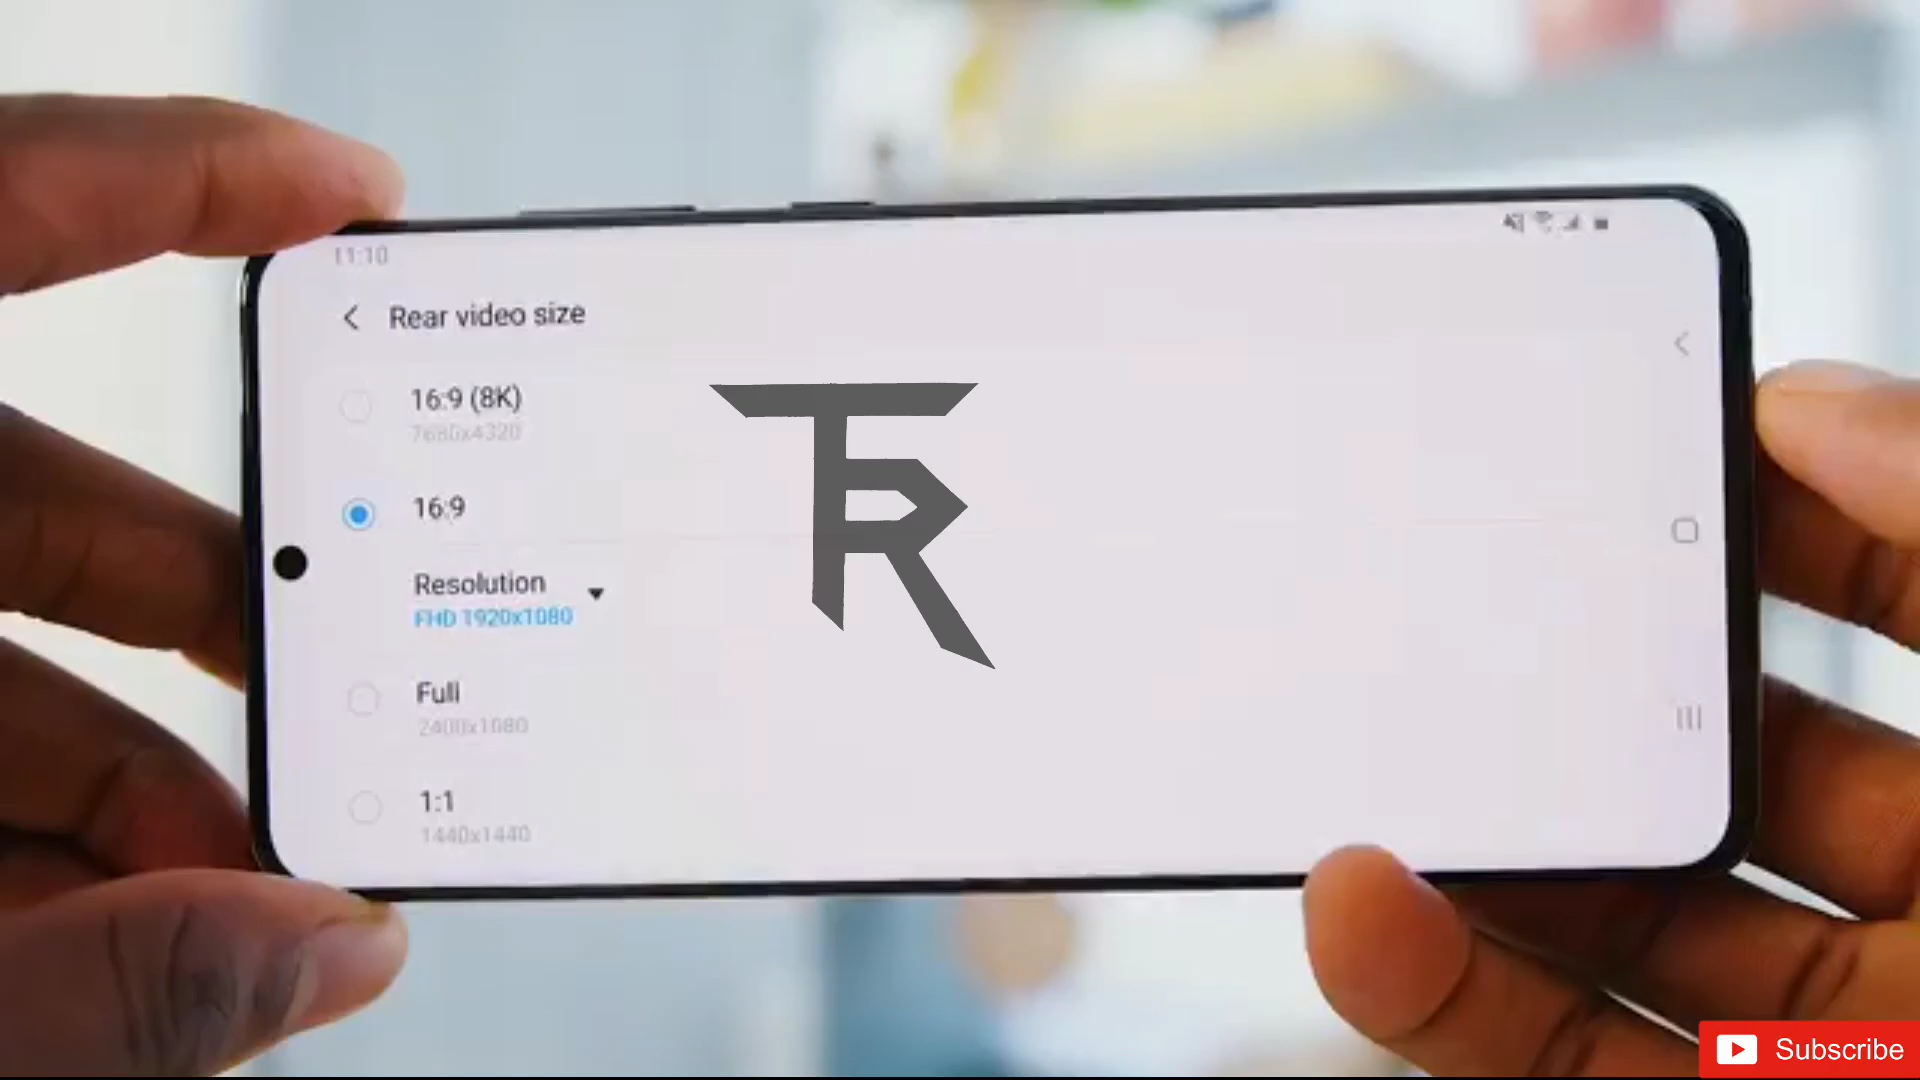 11:10
Rear video size
16:9 (8K)
7680x4320
16:9
Resolution
FHD 1920x1080
Full
2400x1080
1:1
1440x1440
TR
Subscribe